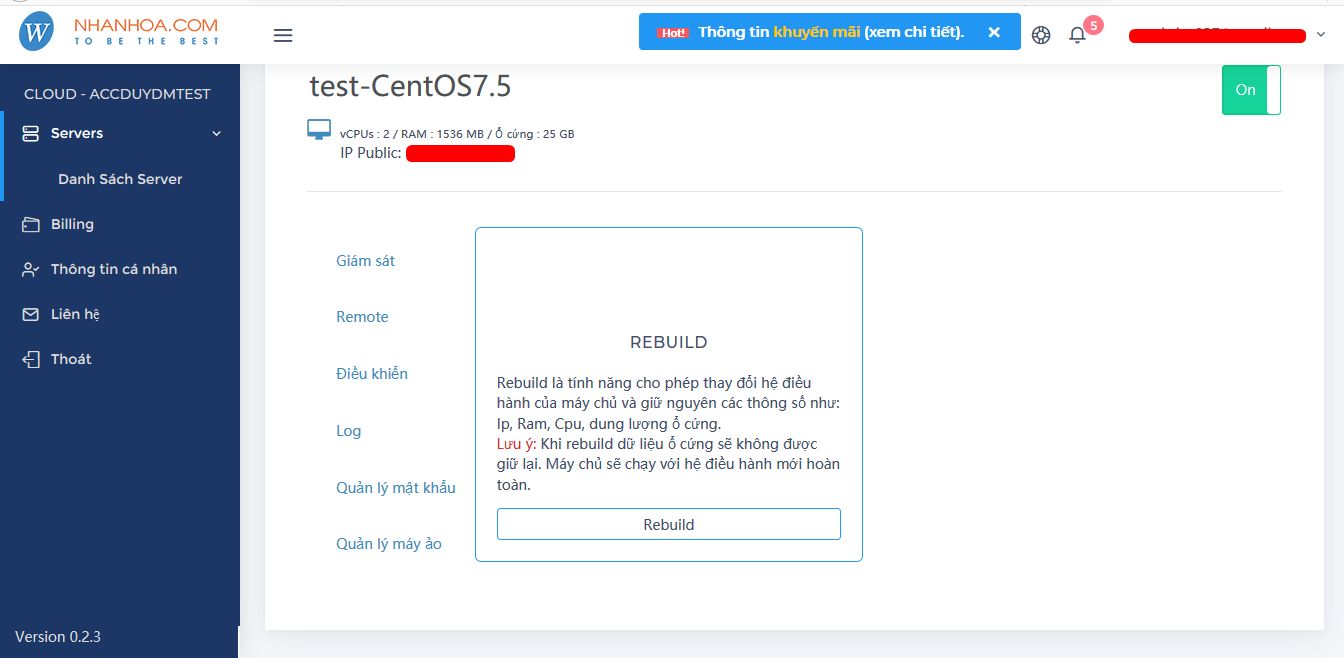 NHANHOA.COM
TO BE THE BEST
Hot! Thông tin khuyến mãi (xem chi tiết). ×
5
CLOUD - ACCDUYDMTEST
Servers
Danh Sách Server
Billing
Thông tin cá nhân
Liên hệ
Thoát
Version 0.2.3
test-CentOS7.5
On
vCPUs : 2 / RAM : 1536 MB / Ổ cứng : 25 GB
IP Public:
Giám sát
Remote
Điều khiển
Log
Quản lý mật khẩu
Quản lý máy ảo
REBUILD
Rebuild là tính năng cho phép thay đổi hệ điều
hành của máy chủ và giữ nguyên các thông số như:
Ip, Ram, Cpu, dung lượng ổ cứng.
Lưu ý: Khi rebuild dữ liệu ổ cứng sẽ không được
giữ lại. Máy chủ sẽ chạy với hệ điều hành mới hoàn
toàn.
Rebuild